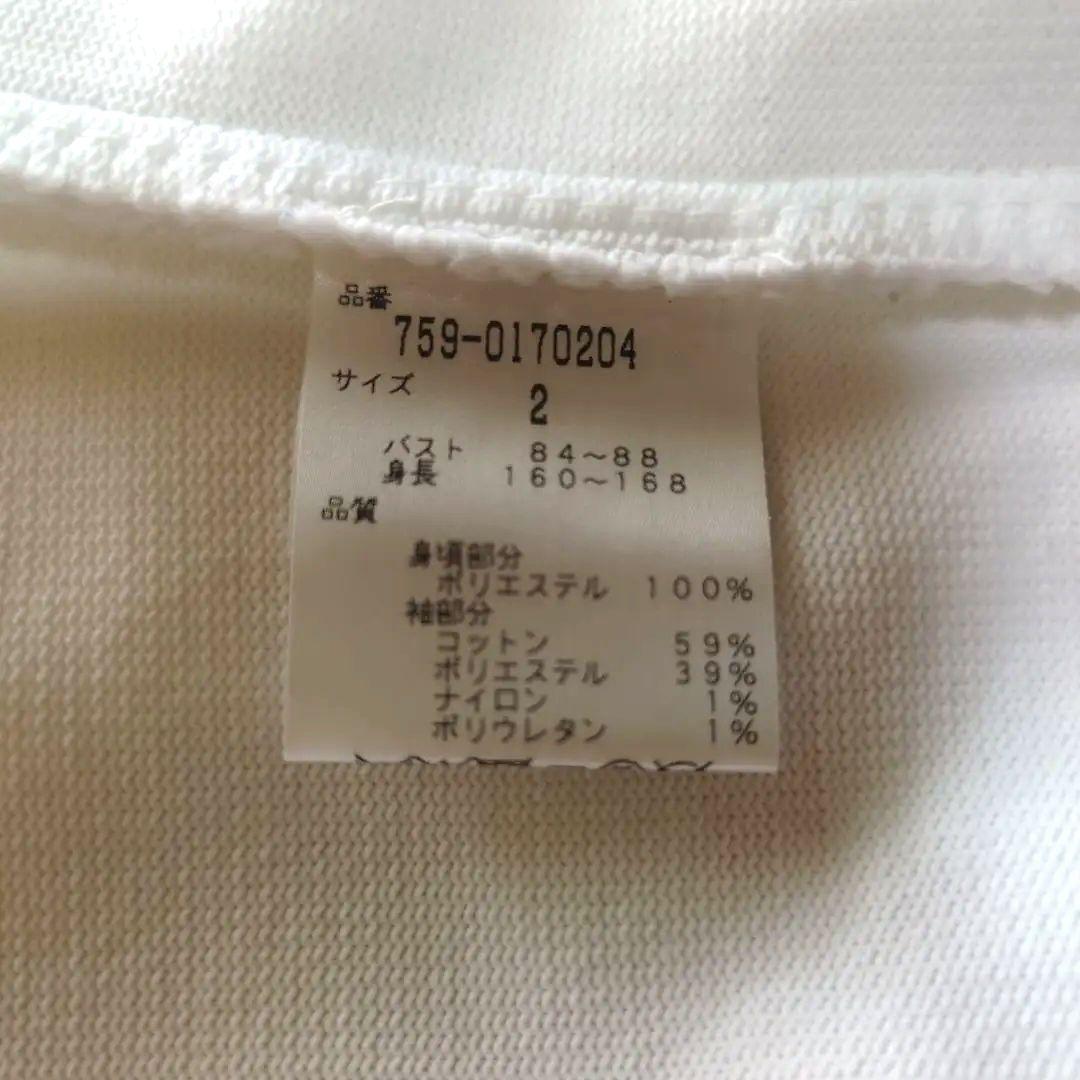 品番
759-0170204
サイズ
2
バスト 84～88
身長 160～168
品質
身頃部分
ポリエステル 100%
袖部分
コットン 59%
ポリエステル 39%
ナイロン 1%
ポリウレタン 1%